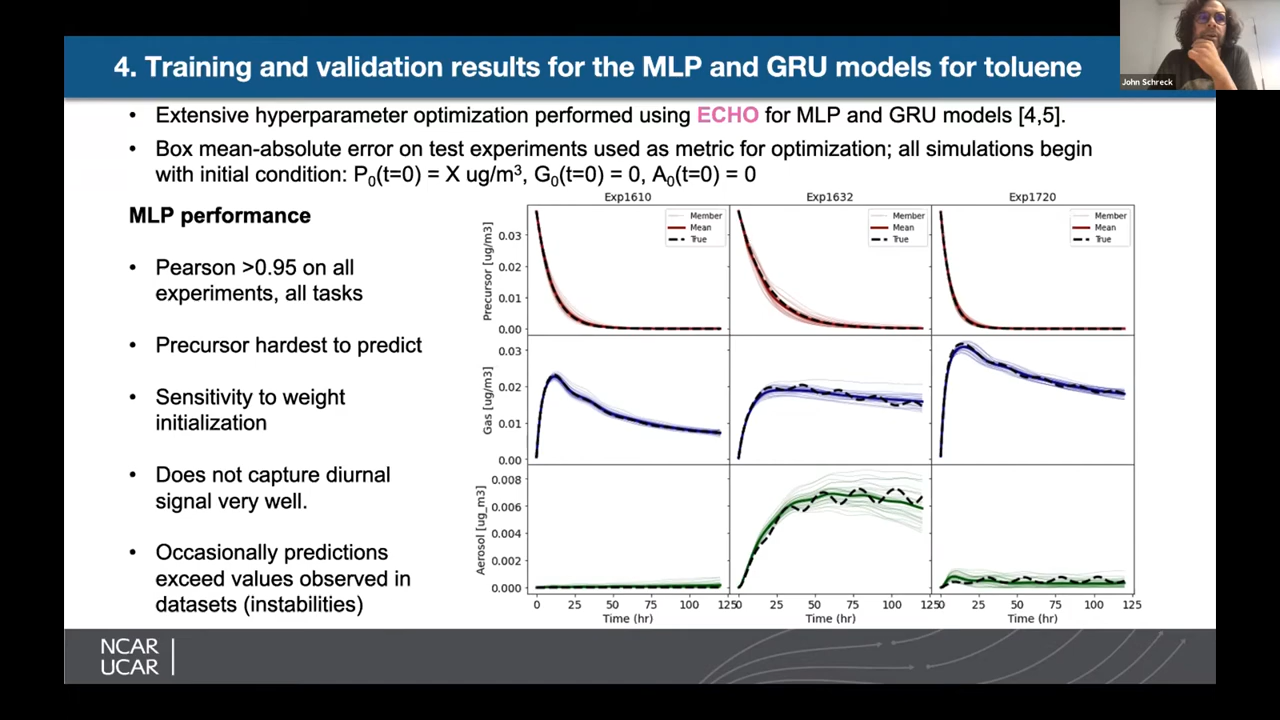 John Schreck
4. Training and validation results for the MLP and GRU models for toluene
• Extensive hyperparameter optimization performed using ECHO for MLP and GRU models [4,5].
• Box mean-absolute error on test experiments used as metric for optimization; all simulations begin
with initial condition: P₀(t=0) = X ug/m³, G₀(t=0) = 0, A₀(t=0) = 0
MLP performance
• Pearson >0.95 on all
experiments, all tasks
• Precursor hardest to predict
• Sensitivity to weight
initialization
• Does not capture diurnal
signal very well.
• Occasionally predictions
exceed values observed in
datasets (instabilities)
Exp1610
Exp1632
Exp1720
Member
Mean
True
Member
Mean
True
Member
Mean
True
Precursor [ug/m3]
0.03
0.02
0.01
0.00
Gas [ug/m3]
0.03
0.02
0.01
0.00
Aerosol [ug_m3]
0.008
0.006
0.004
0.002
0.000
0 25 50 75 100 125
0 25 50 75 100 125
0 25 50 75 100 125
Time (hr)
Time (hr)
Time (hr)
NCAR
UCAR